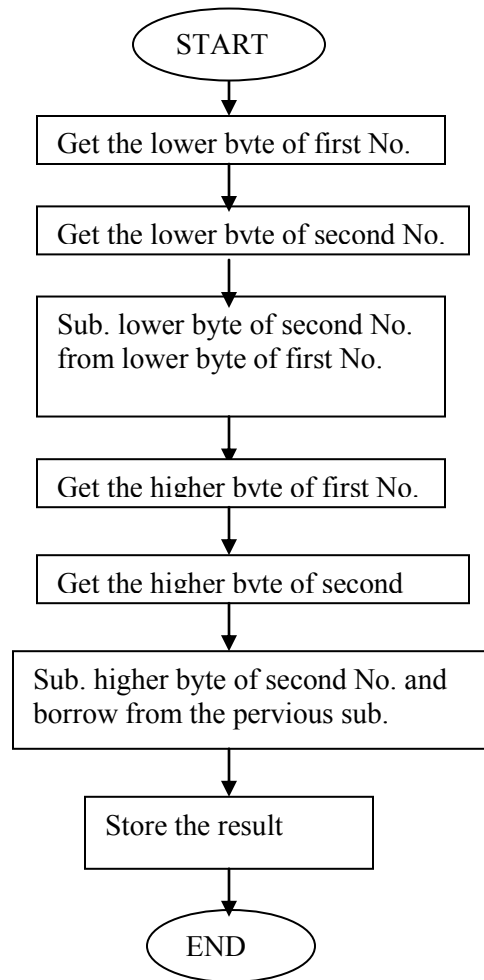 START
Get the lower byte of first No.
Get the lower byte of second No.
Sub. lower byte of second No.
from lower byte of first No.
Get the higher byte of first No.
Get the higher byte of second
Sub. higher byte of second No. and
borrow from the pervious sub.
Store the result
END